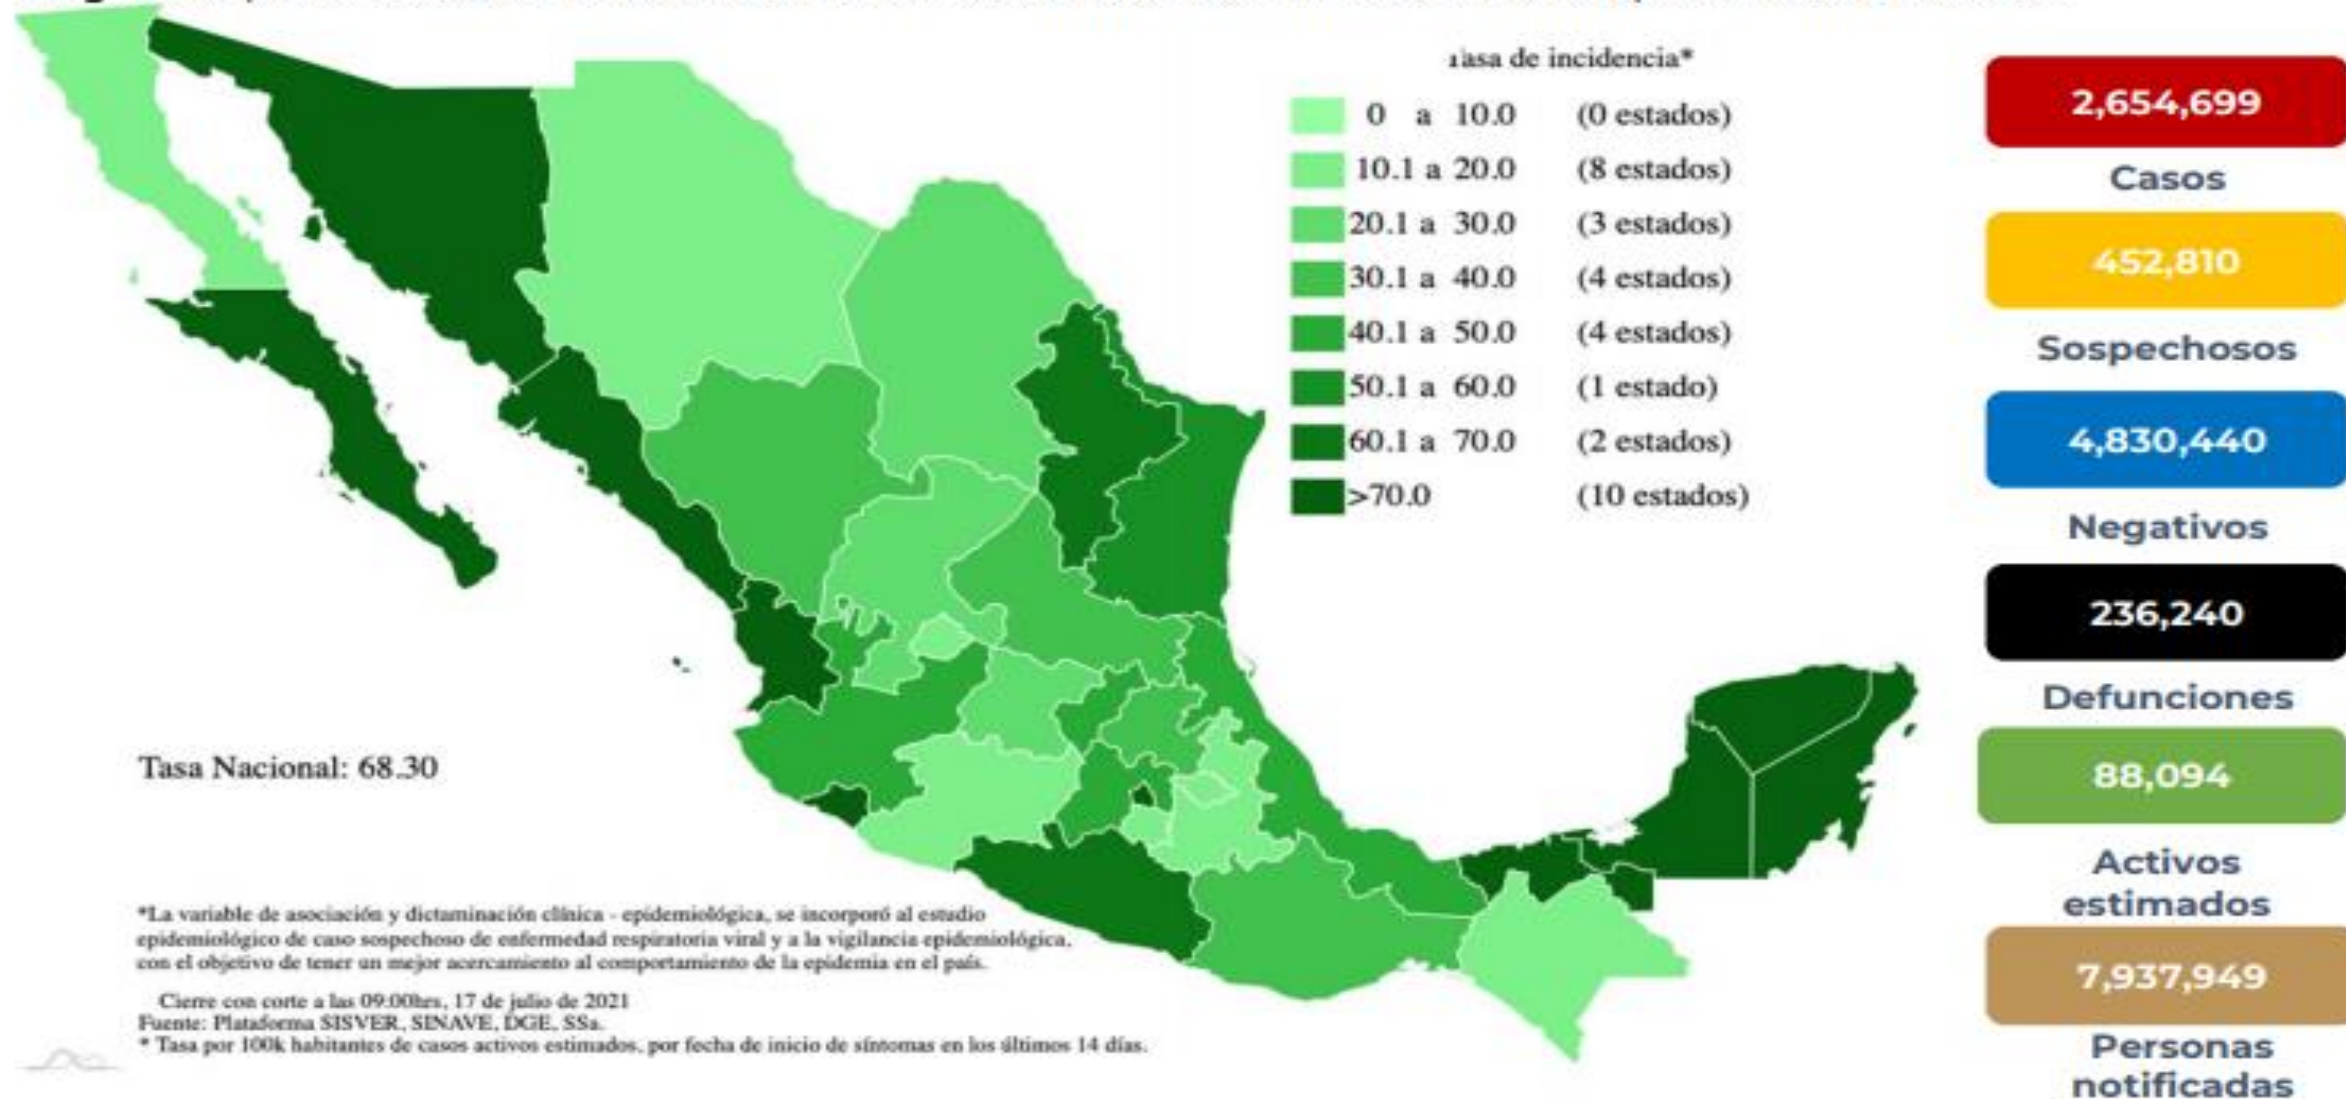 Tasa de incidencia*
0 a 10.0 (0 estados)
10.1 a 20.0 (8 estados)
20.1 a 30.0 (3 estados)
30.1 a 40.0 (4 estados)
40.1 a 50.0 (4 estados)
50.1 a 60.0 (1 estado)
60.1 a 70.0 (2 estados)
>70.0 (10 estados)
Tasa Nacional: 68.30
*La variable de asociación y dictaminación clínica - epidemiológica, se incorporó al estudio
epidemiológico de caso sospechoso de enfermedad respiratoria viral y a la vigilancia epidemiológica,
con el objetivo de tener un mejor acercamiento al comportamiento de la epidemia en el país.
Cierre con corte a las 09:00hrs, 17 de julio de 2021
Fuente: Plataforma SISVER, SINAVE, DGE, SSa.
* Tasa por 100k habitantes de casos activos estimados, por fecha de inicio de síntomas en los últimos 14 días.
2,654,699
Casos
452,810
Sospechosos
4,830,440
Negativos
236,240
Defunciones
88,094
Activos
estimados
7,937,949
Personas
notificadas